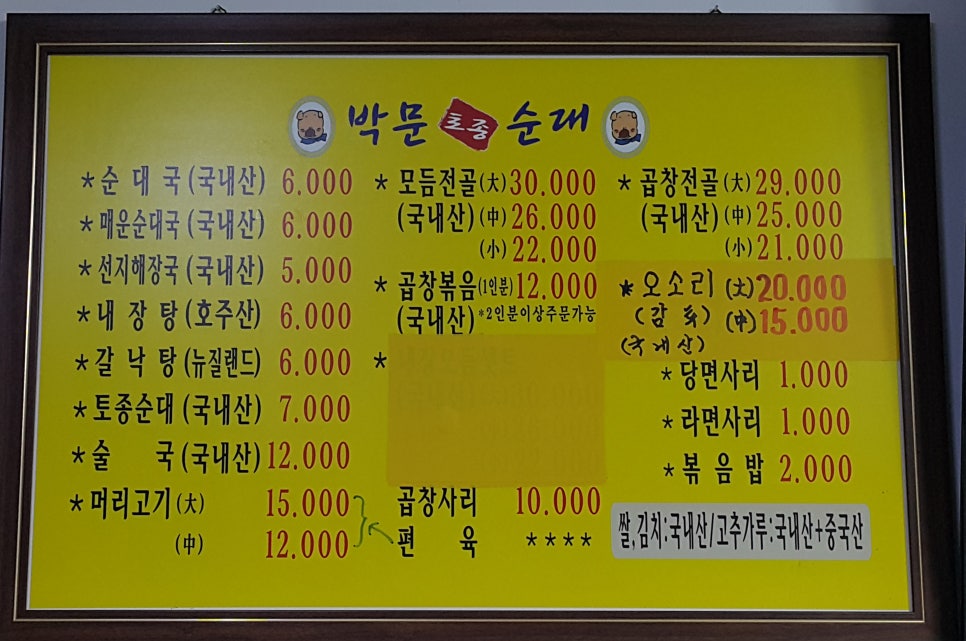 박문 토종 순대
* 순 대 국 (국내산) 6.000
* 매운순대국 (국내산) 6.000
* 선지해장국 (국내산) 5.000
* 내 장 탕 (호주산) 6.000
* 갈 낙 탕 (뉴질랜드) 6.000
* 토종순대 (국내산) 7.000
* 술 국 (국내산) 12.000
* 머리고기 (大) 15.000
(中) 12.000
* 모듬전골 (大) 30.000
(국내산) (中) 26.000
(小) 22.000
* 곱창볶음 (1인분) 12.000
(국내산) *2인분이상주문가능
*
곱창사리 10.000
편 육 ****
* 곱창전골 (大) 29.000
(국내산) (中) 25.000
(小) 21.000
* 오소리 (大) 20.000
(감투) (中) 15.000
(국내산)
* 당면사리 1.000
* 라면사리 1.000
* 볶음밥 2.000
쌀,김치:국내산/고추가루:국내산+중국산